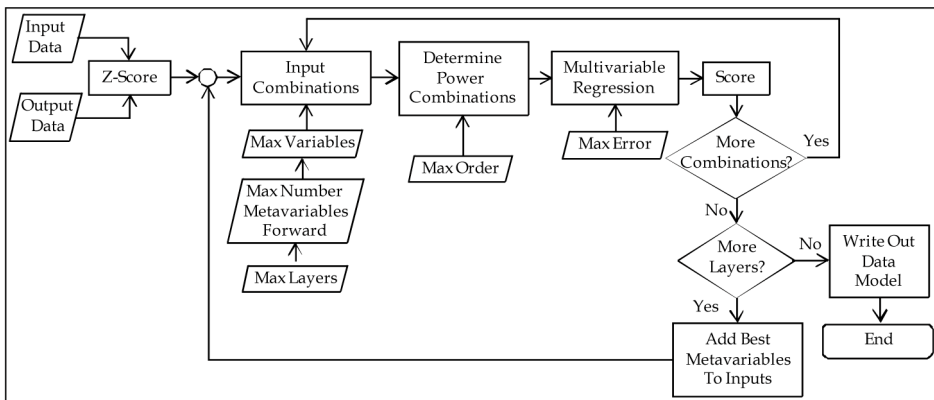 Input
Data
Z-Score
Output
Data
Input
Combinations
Max Variables
Max Number
Metavariables
Forward
Max Layers
Determine
Power
Combinations
Max Order
Multivariable
Regression
Max Error
Score
More
Combinations?
Yes
No
More
Layers?
No
Write Out
Data
Model
End
Yes
Add Best
Metavariables
To Inputs